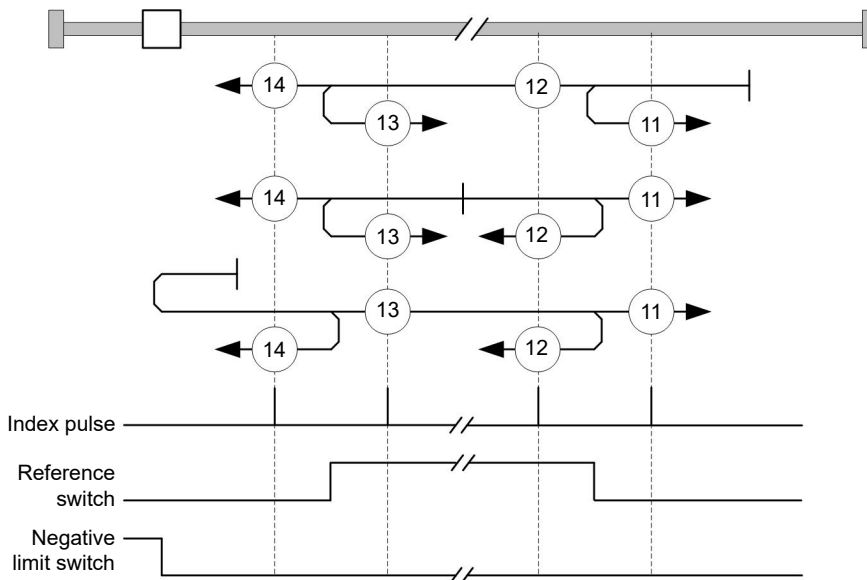 14
12
13
11
14
11
13
12
13
11
14
12
Index pulse
Reference
switch
Negative
limit switch